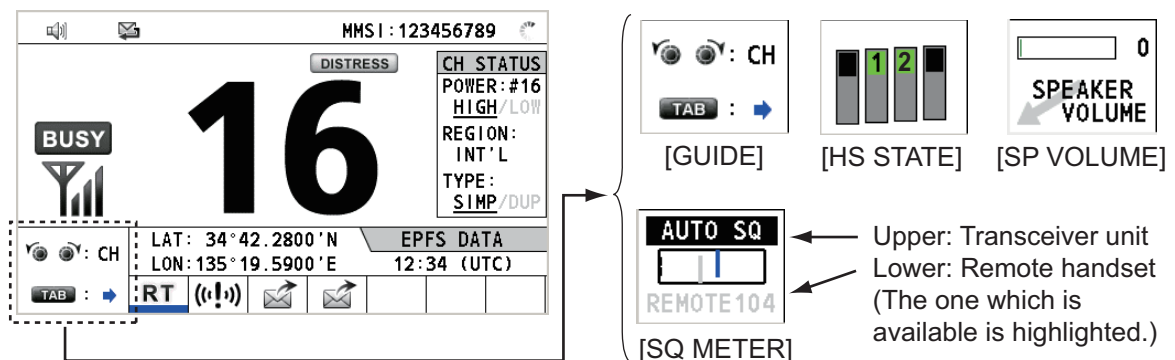 MMSI:123456789
DISTRESS
16
BUSY
CH STATUS
POWER:#16
HIGH/LOW
REGION:
INT'L
TYPE:
SIMP/DUP
: CH
TAB :
LAT: 34°42.2800'N
LON:135°19.5900'E
EPFS DATA
12:34 (UTC)
RT
: CH
TAB :
[GUIDE]
1 2
[HS STATE]
0
SPEAKER
VOLUME
[SP VOLUME]
AUTO SQ
REMOTE104
[SQ METER]
Upper: Transceiver unit
Lower: Remote handset
(The one which is
available is highlighted.)